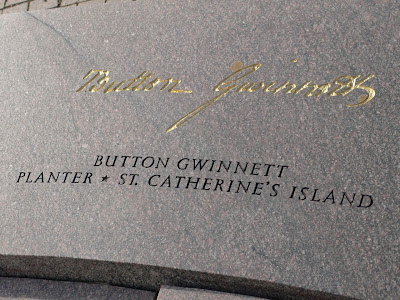 Button Gwinnett
BUTTON GWINNETT
PLANTER ★ ST. CATHERINE'S ISLAND